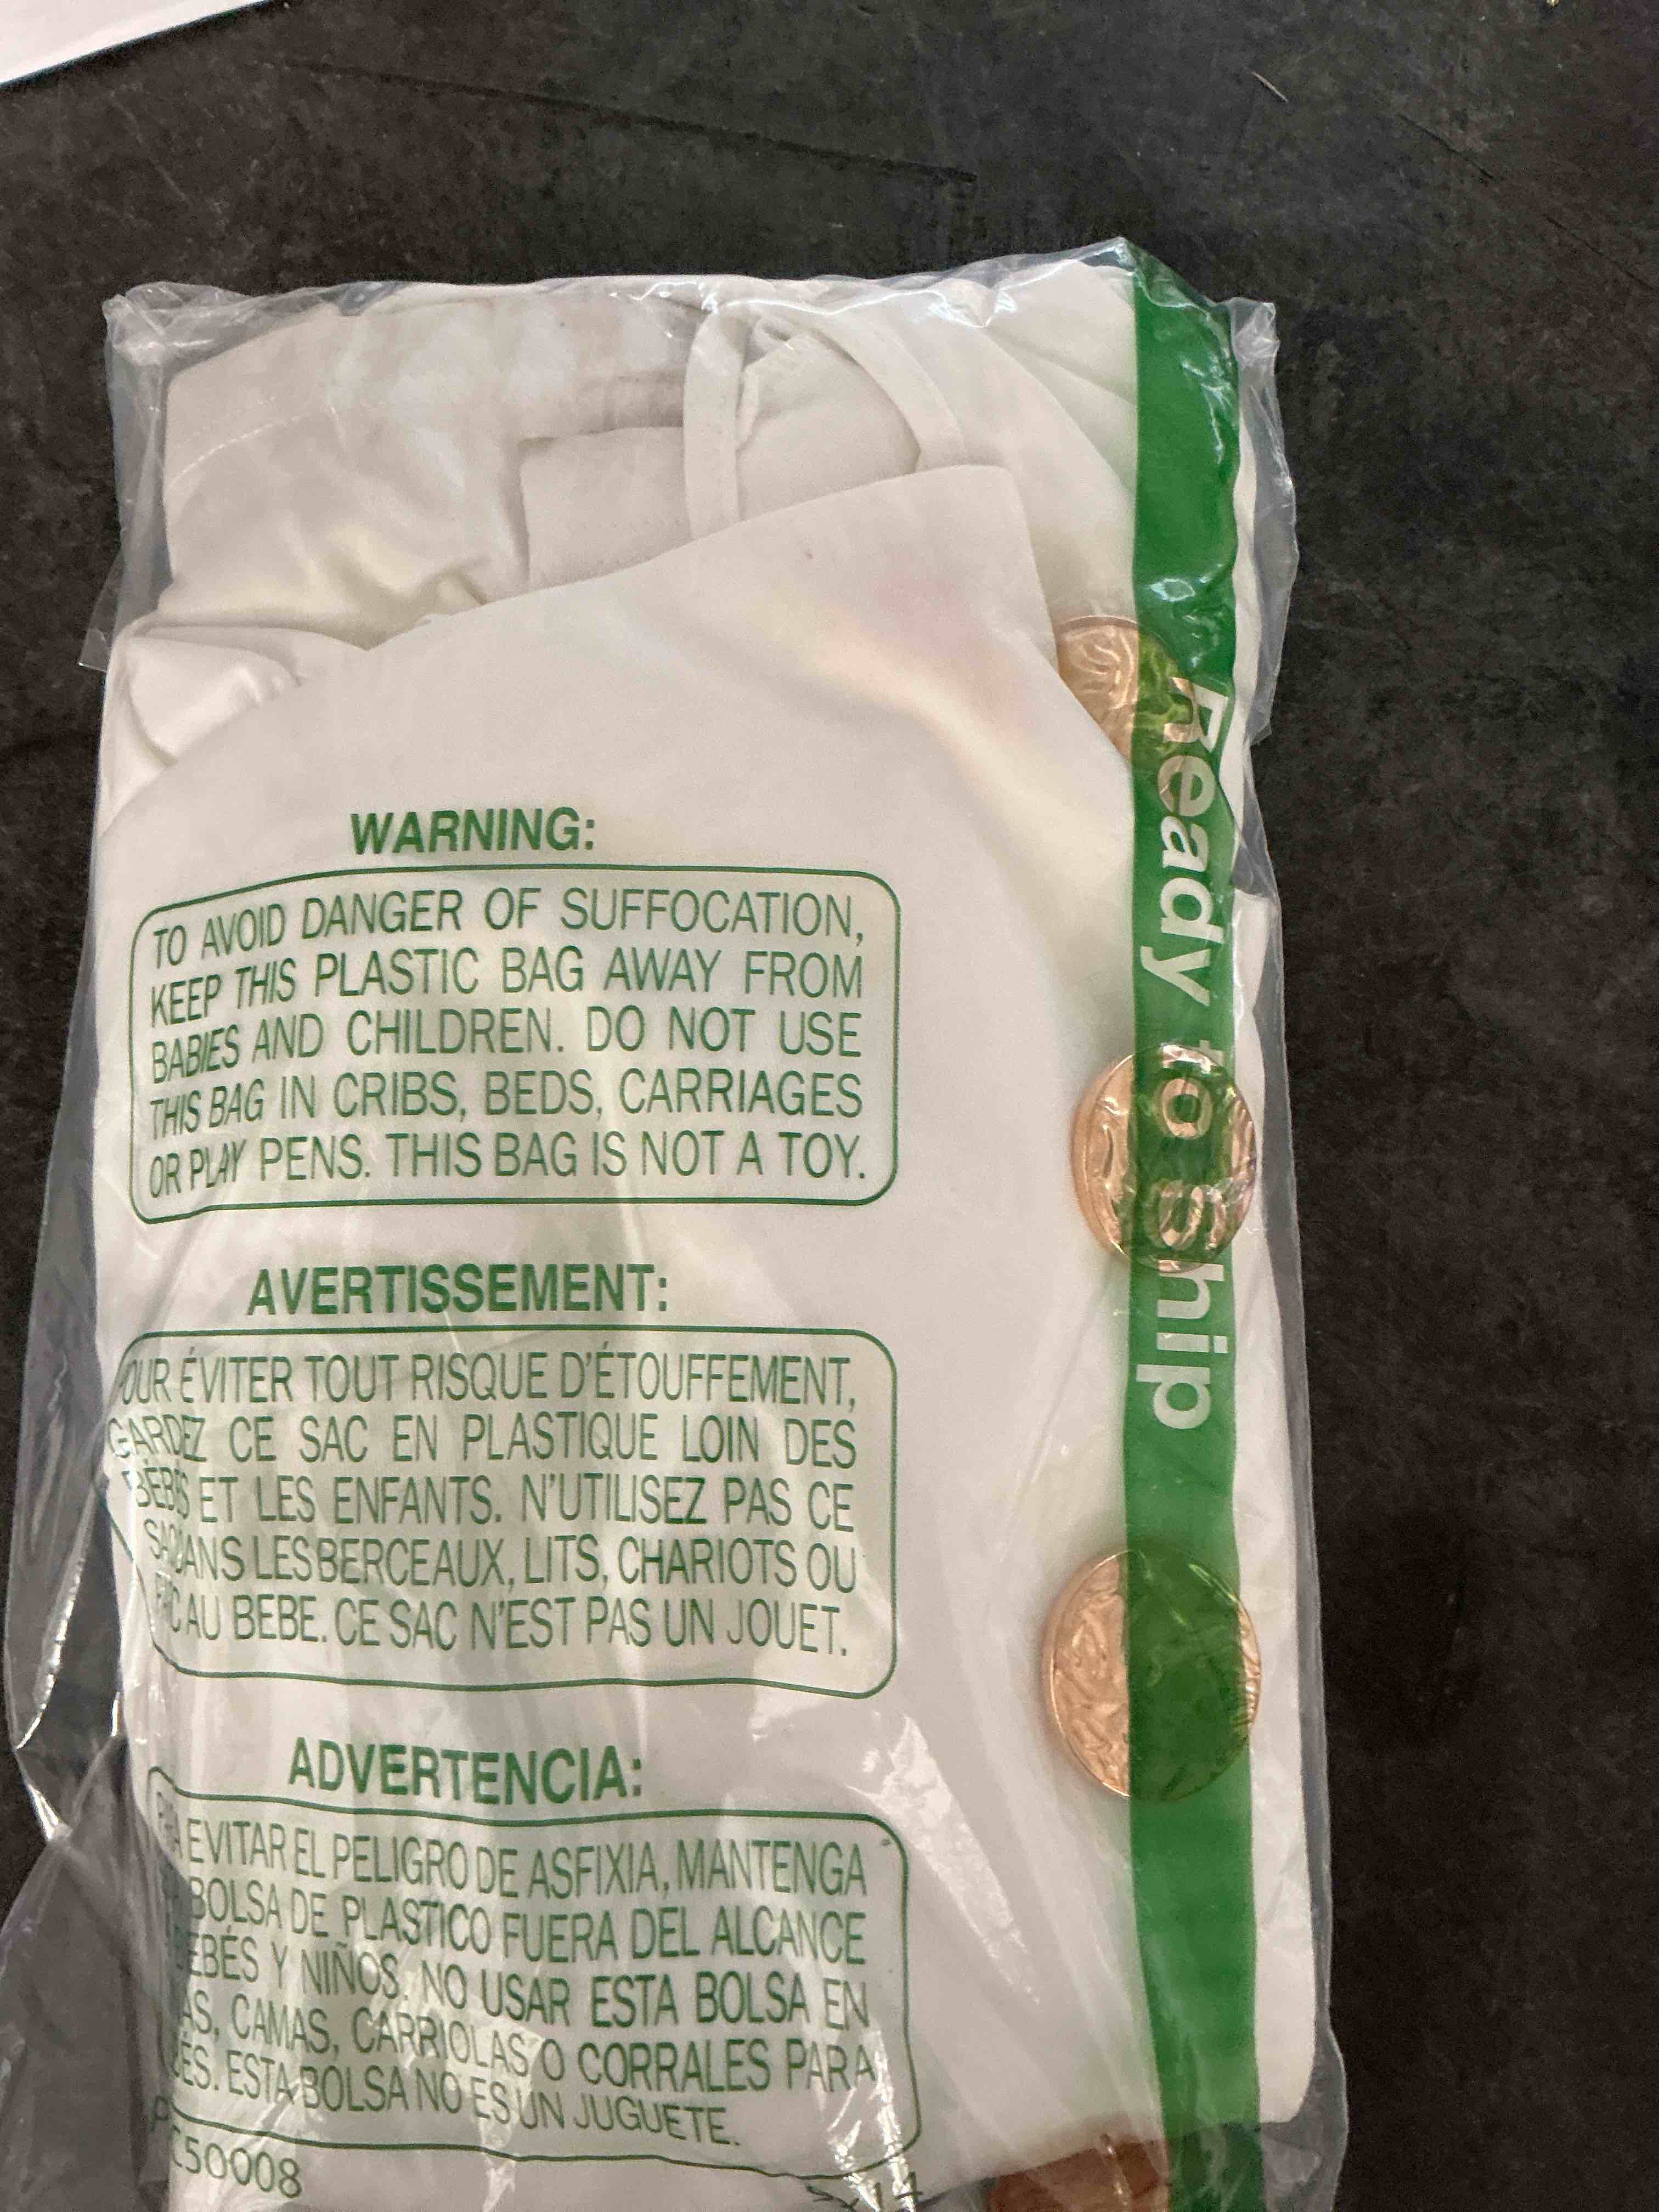 WARNING:
TO AVOID DANGER OF SUFFOCATION,
KEEP THIS PLASTIC BAG AWAY FROM
BABIES AND CHILDREN. DO NOT USE
THIS BAG IN CRIBS, BEDS, CARRIAGES
OR PLAY PENS. THIS BAG IS NOT A TOY.
AVERTISSEMENT:
POUR ÉVITER TOUT RISQUE D'ÉTOUFFEMENT,
GARDEZ CE SAC EN PLASTIQUE LOIN DES
BÉBÉS ET LES ENFANTS. N'UTILISEZ PAS CE
LES BERCEAUX, LITS, CHARIOTS OU
AU BEBE. CE SAC N'EST PAS UN JOUET.
ADVERTENCIA:
EVITAR EL PELIGRO DE ASFIXIA, MANTENGA
BOLSA DE PLASTICO FUERA DEL ALCANCE
BEBÉS Y NIÑOS. NO USAR ESTA BOLSA EN
CAMAS, CARRIOLAS O CORRALES PARA
ESTA BOLSA NO ES UN JUGUETE.
Ready to Ship